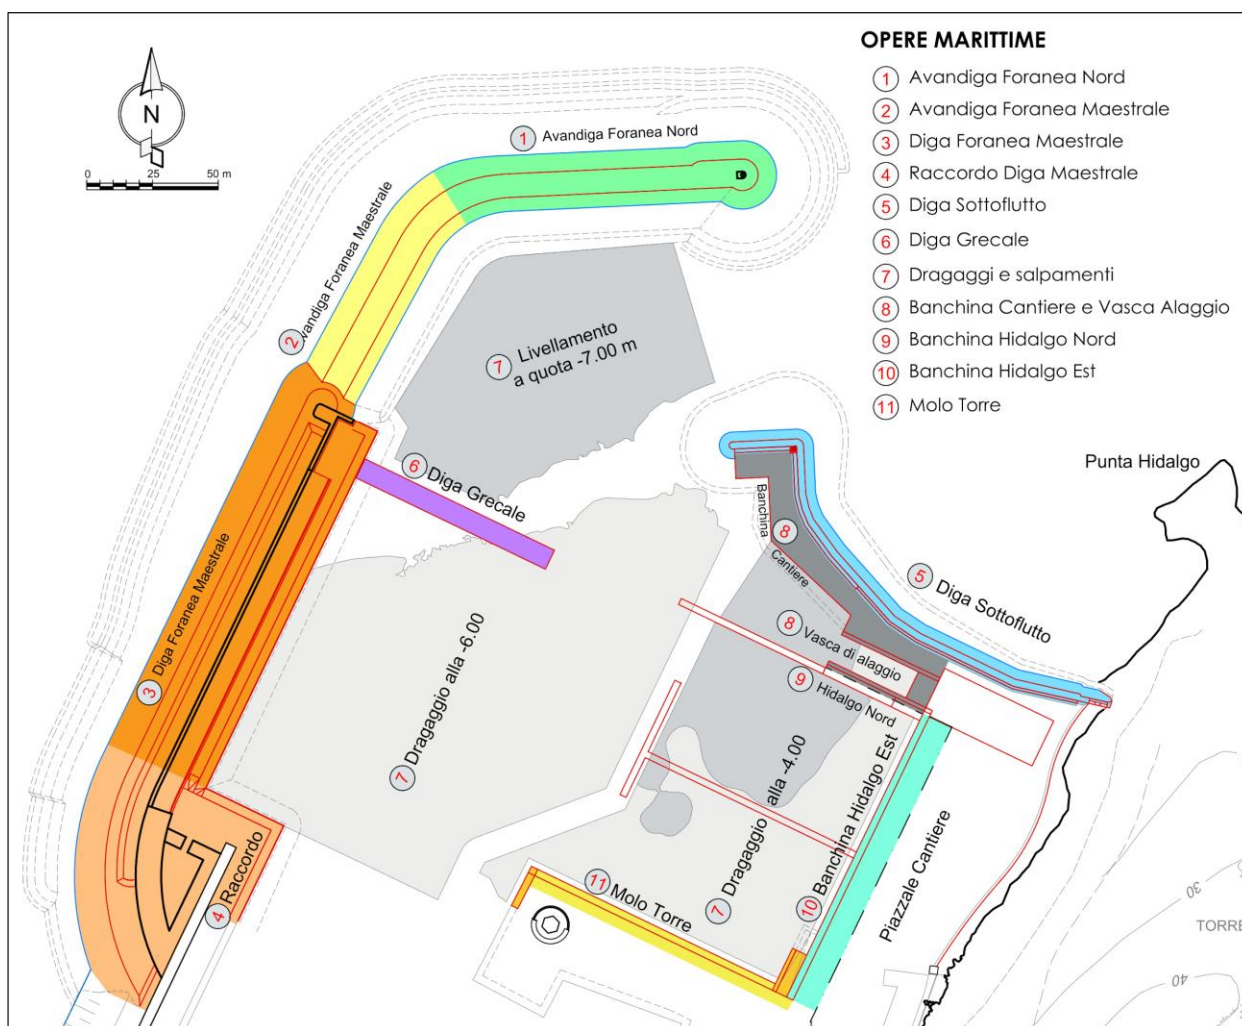 OPERE MARITTIME
1 Avandiga Foranea Nord
2 Avandiga Foranea Maestrale
3 Diga Foranea Maestrale
4 Raccordo Diga Maestrale
5 Diga Sottoflutto
6 Diga Grecale
7 Dragaggi e salpamenti
8 Banchina Cantiere e Vasca Alaggio
9 Banchina Hidalgo Nord
10 Banchina Hidalgo Est
11 Molo Torre
N
0 25 50 m
1 Avandiga Foranea Nord
2 Avandiga Foranea Maestrale
7 Livellamento
a quota -7.00 m
Punta Hidalgo
6 Diga Grecale
Banchina
8
Cantiere
5 Diga Sottoflutto
8 Vasca di alaggio
9 Hidalgo Nord
3 Diga Foranea Maestrale
7 Dragaggio alla -6.00
7 Dragaggio alla -4.00
10 Banchina Hidalgo Est
Piazzale Cantiere
4 Raccordo
11 Molo Torre
30
TORRE
40